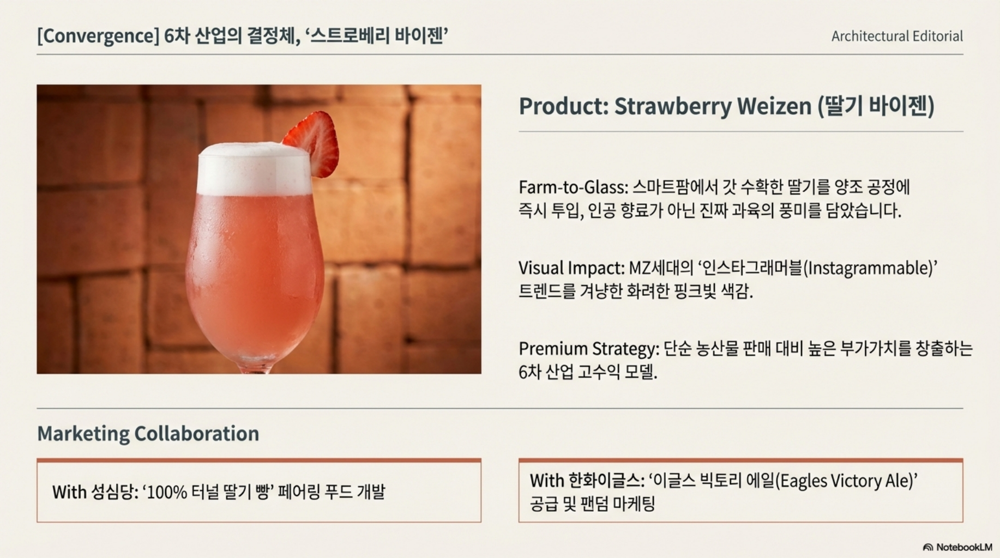 [Convergence] 6차 산업의 결정체, ‘스트로베리 바이젠’
Architectural Editorial
Product: Strawberry Weizen (딸기 바이젠)
Farm-to-Glass: 스마트팜에서 갓 수확한 딸기를 양조 공정에
즉시 투입, 인공 향료가 아닌 진짜 과육의 풍미를 담았습니다.
Visual Impact: MZ세대의 ‘인스타그래머블(Instagrammable)’
트렌드를 겨냥한 화려한 핑크빛 색감.
Premium Strategy: 단순 농산물 판매 대비 높은 부가가치를 창출하는
6차 산업 고수익 모델.
Marketing Collaboration
With 성심당: ‘100% 터널 딸기 빵’ 페어링 푸드 개발
With 한화이글스: ‘이글스 빅토리 에일(Eagles Victory Ale)’
공급 및 팬덤 마케팅
NotebookLM